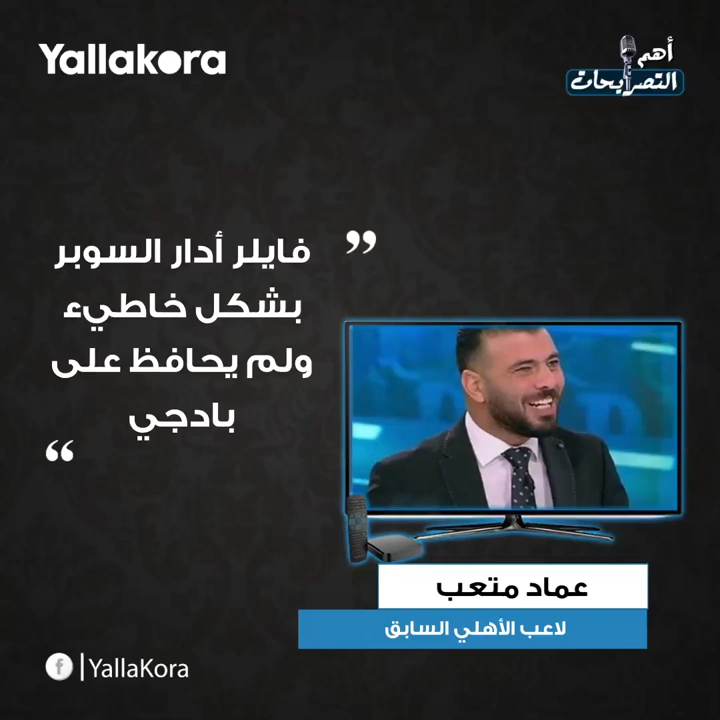 Yallakora
أهم
التصريحات
فايلر أدار السوبر
بشكل خاطيء
ولم يحافظ على
بادجي
عماد متعب
لاعب الأهلي السابق
YallaKora